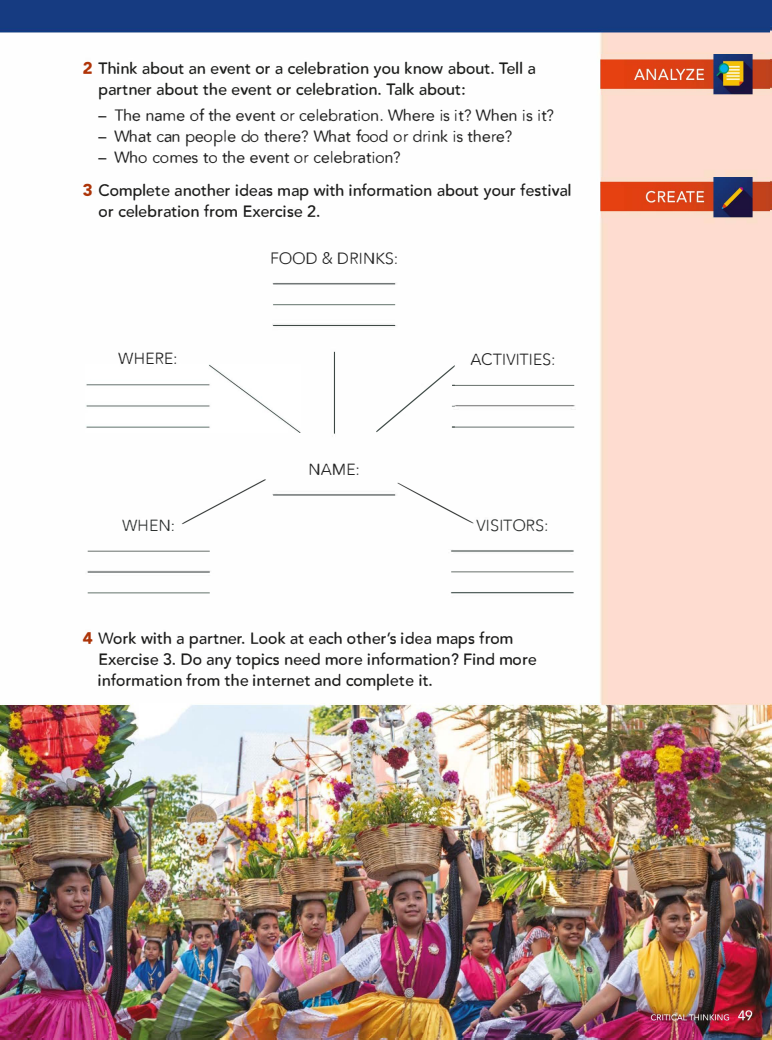 2 Think about an event or a celebration you know about. Tell a
partner about the event or celebration. Talk about:
– The name of the event or celebration. Where is it? When is it?
– What can people do there? What food or drink is there?
– Who comes to the event or celebration?
ANALYZE
3 Complete another ideas map with information about your festival
or celebration from Exercise 2.
CREATE
FOOD & DRINKS:
WHERE:
ACTIVITIES:
NAME:
WHEN:
VISITORS:
4 Work with a partner. Look at each other's idea maps from
Exercise 3. Do any topics need more information? Find more
information from the internet and complete it.
CRITICAL THINKING 49